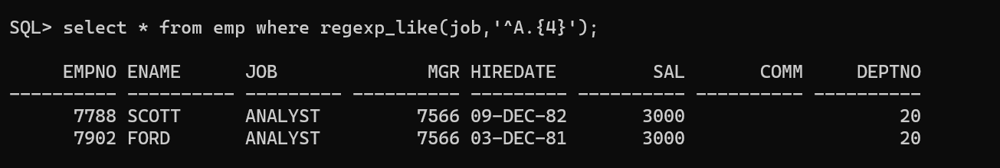 SQL> select * from emp where regexp_like(job,'^A.{4}');
     EMPNO ENAME      JOB              MGR HIREDATE         SAL       COMM     DEPTNO
---------- ---------- --------- ---------- --------- ---------- ---------- ----------
      7788 SCOTT      ANALYST         7566 09-DEC-82       3000                    20
      7902 FORD       ANALYST         7566 03-DEC-81       3000                    20